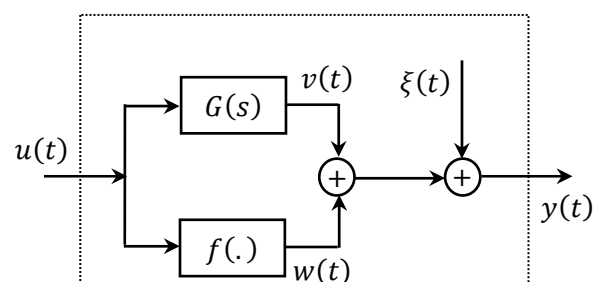 v(t)
ξ(t)
G(s)
u(t)
+
+
y(t)
f(.)
w(t)